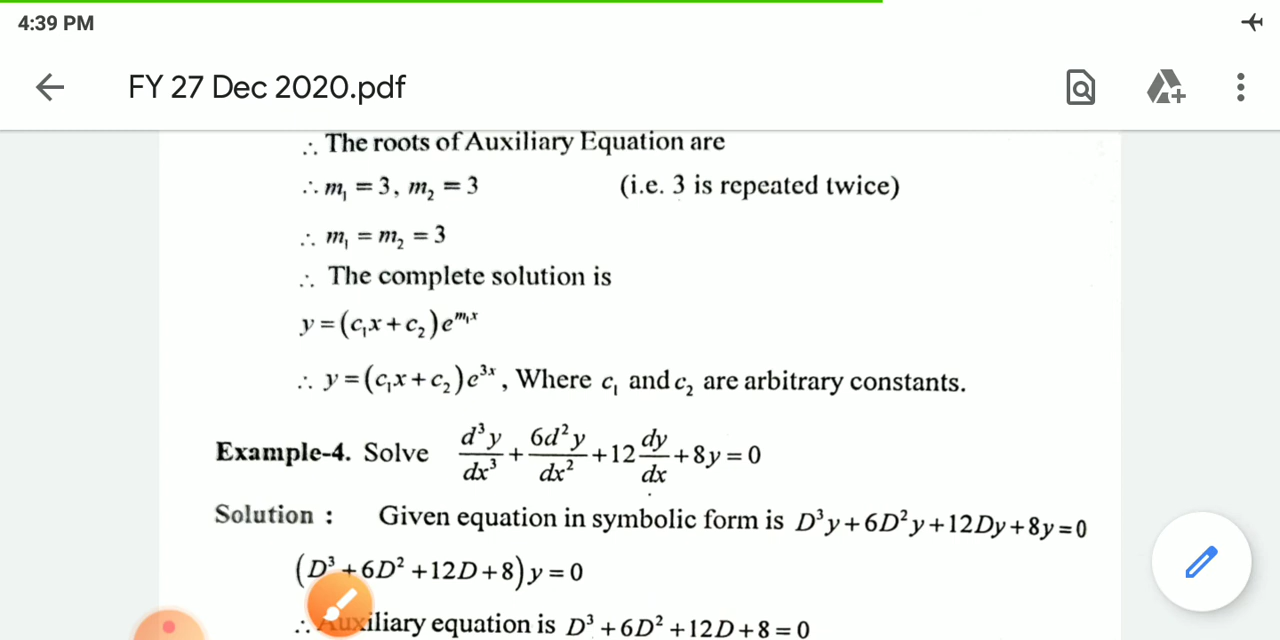 4:39 PM
FY 27 Dec 2020.pdf
∴ The roots of Auxiliary Equation are
∴ m₁ = 3, m₂ = 3 (i.e. 3 is repeated twice)
∴ m₁ = m₂ = 3
∴ The complete solution is
y = (c₁x + c₂)e^{m₁x}
∴ y = (c₁x + c₂)e^{3x}, Where c₁ and c₂ are arbitrary constants.
Example-4. Solve d³y/dx³ + 6d²y/dx² + 12 dy/dx + 8y = 0
Solution : Given equation in symbolic form is D³y + 6D²y + 12Dy + 8y = 0
(D³ + 6D² + 12D + 8)y = 0
∴ Auxiliary equation is D³ + 6D² + 12D + 8 = 0